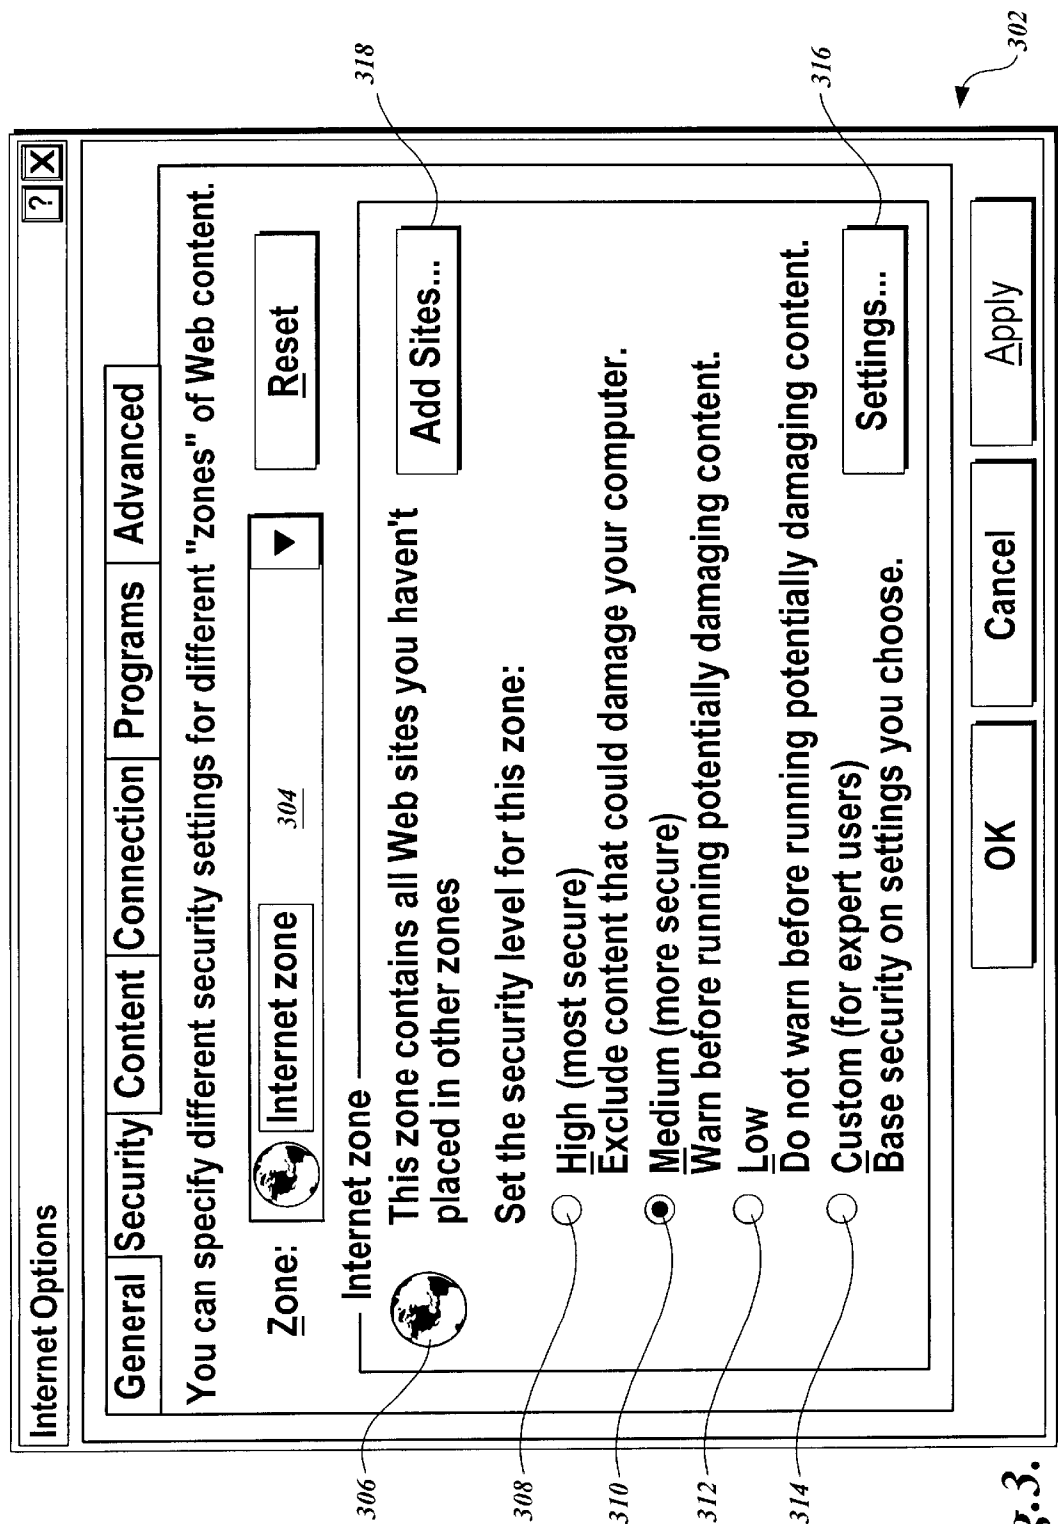 Internet Options
? X
General Security Content Connection Programs Advanced
You can specify different security settings for different "zones" of Web content.
Zone: Internet zone 304 Reset
Internet zone
This zone contains all Web sites you haven't
placed in other zones
Add Sites...
Set the security level for this zone:
High (most secure)
Exclude content that could damage your computer.
Medium (more secure)
Warn before running potentially damaging content.
Low
Do not warn before running potentially damaging content.
Custom (for expert users)
Base security on settings you choose.
Settings...
OK Cancel Apply
306
308
310
312
314
318
316
302
g.3.